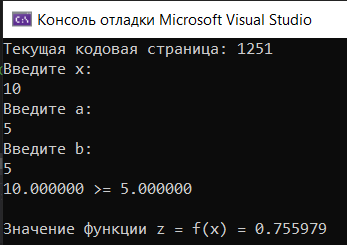 Консоль отладки Microsoft Visual Studio
Текущая кодовая страница: 1251
Введите x:
10
Введите a:
5
Введите b:
5
10.000000 >= 5.000000
Значение функции z = f(x) = 0.755979